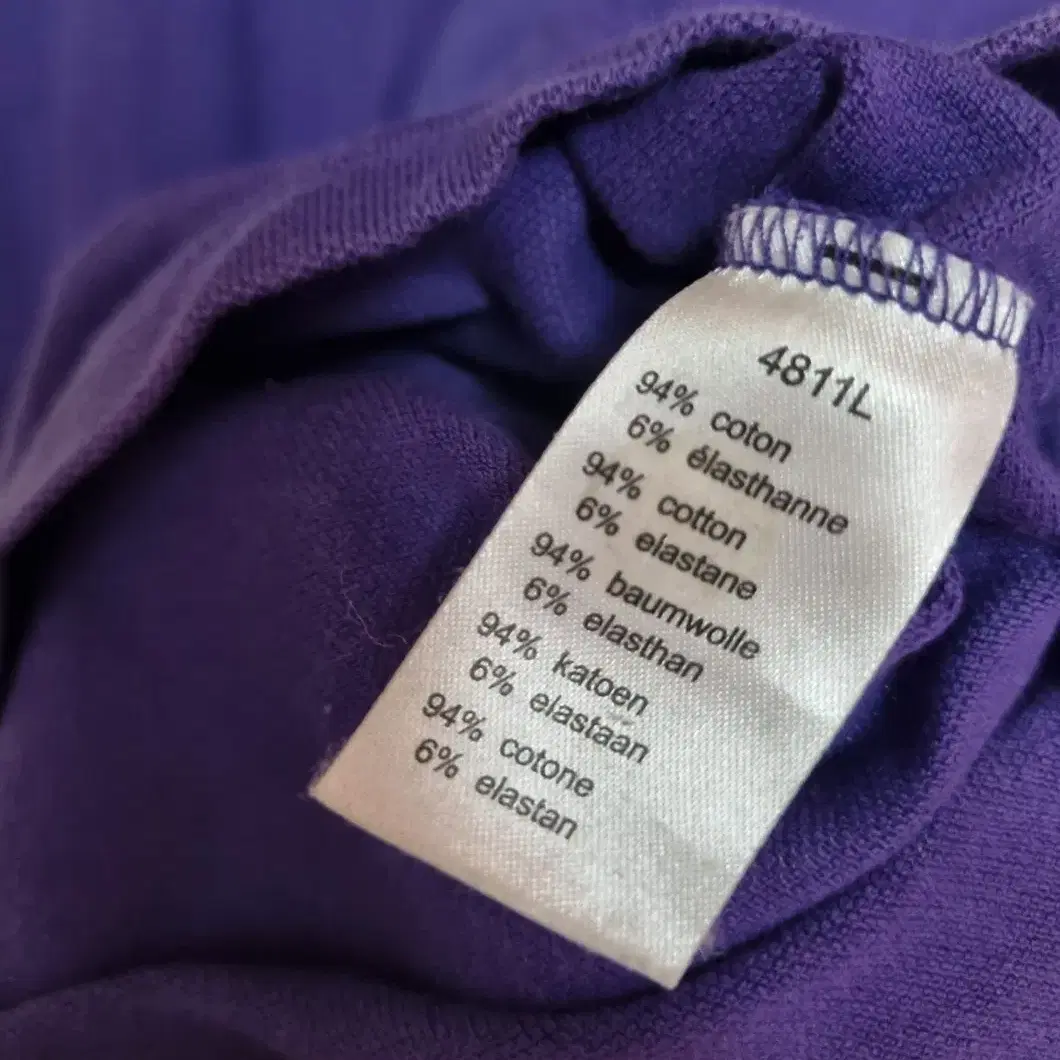 4811L
94% coton
6% élasthanne
94% cotton
6% elastane
94% baumwolle
6% elasthan
94% katoen
6% elastaan
94% cotone
6% elastan